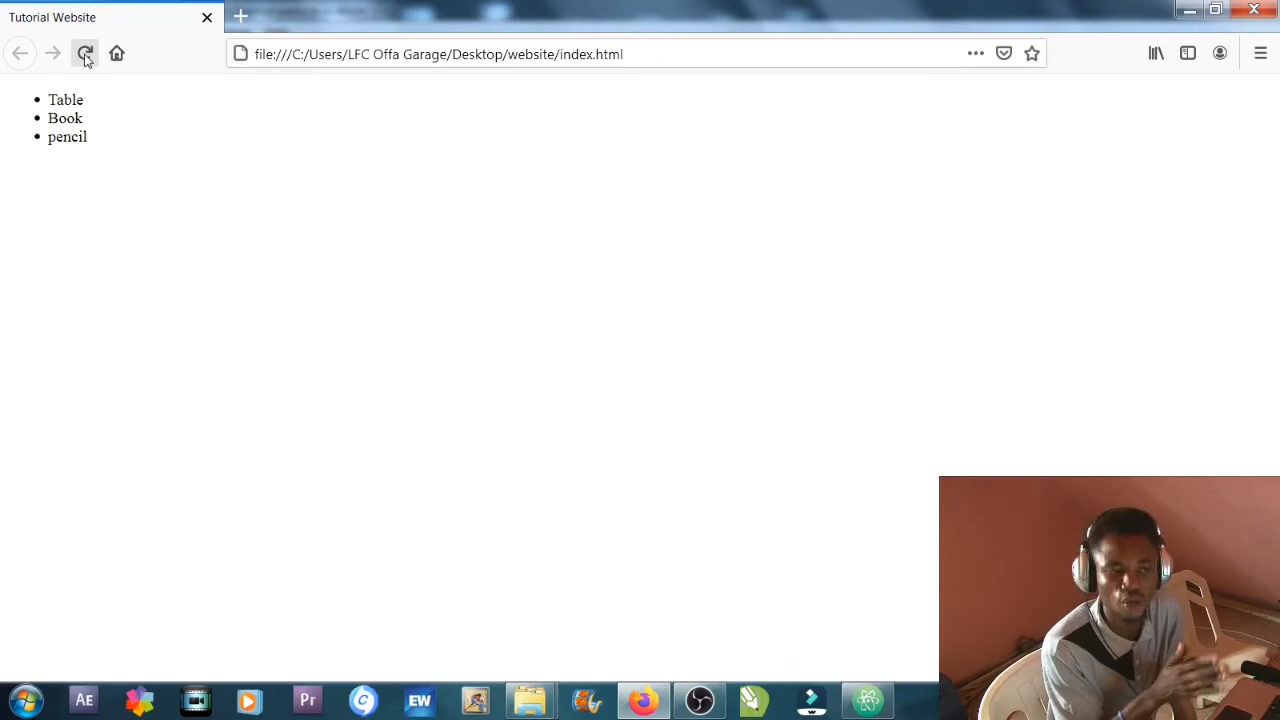 Tutorial Website
file:///C:/Users/LFC Offa Garage/Desktop/website/index.html
Table
Book
pencil
AE
Pr
EW